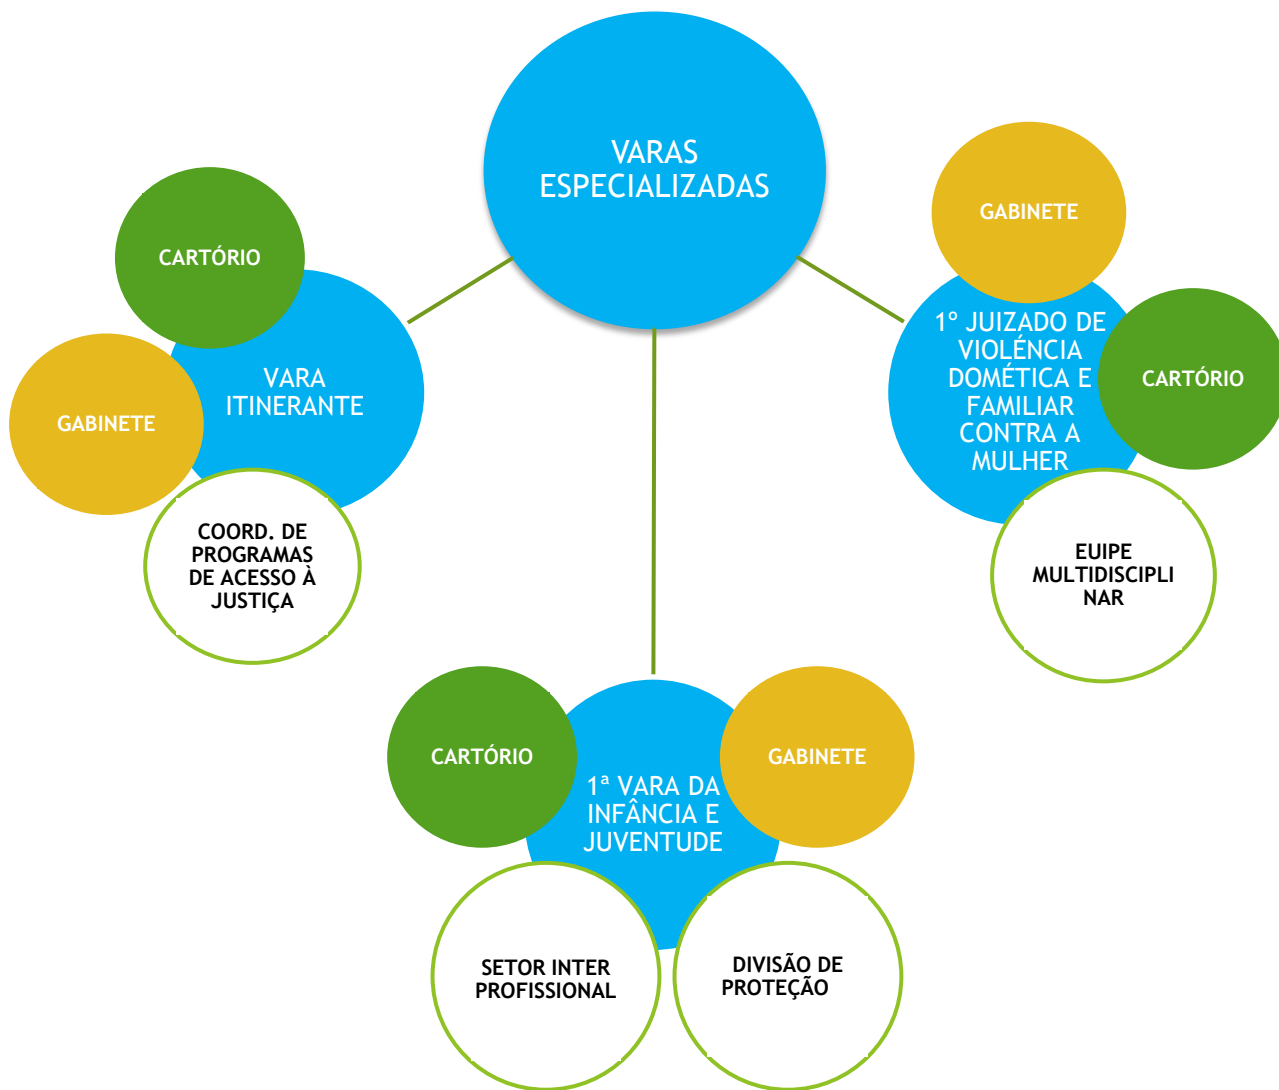 VARAS
ESPECIALIZADAS
CARTÓRIO
GABINETE
VARA
ITINERANTE
COORD. DE
PROGRAMAS
DE ACESSO À
JUSTIÇA
GABINETE
1º JUIZADO DE
VIOLÉNCIA
DOMÉTICA E
FAMILIAR
CONTRA A
MULHER
CARTÓRIO
EUIPE
MULTIDISCIPLI
NAR
CARTÓRIO
GABINETE
1ª VARA DA
INFÂNCIA E
JUVENTUDE
SETOR INTER
PROFISSIONAL
DIVISÃO DE
PROTEÇÃO